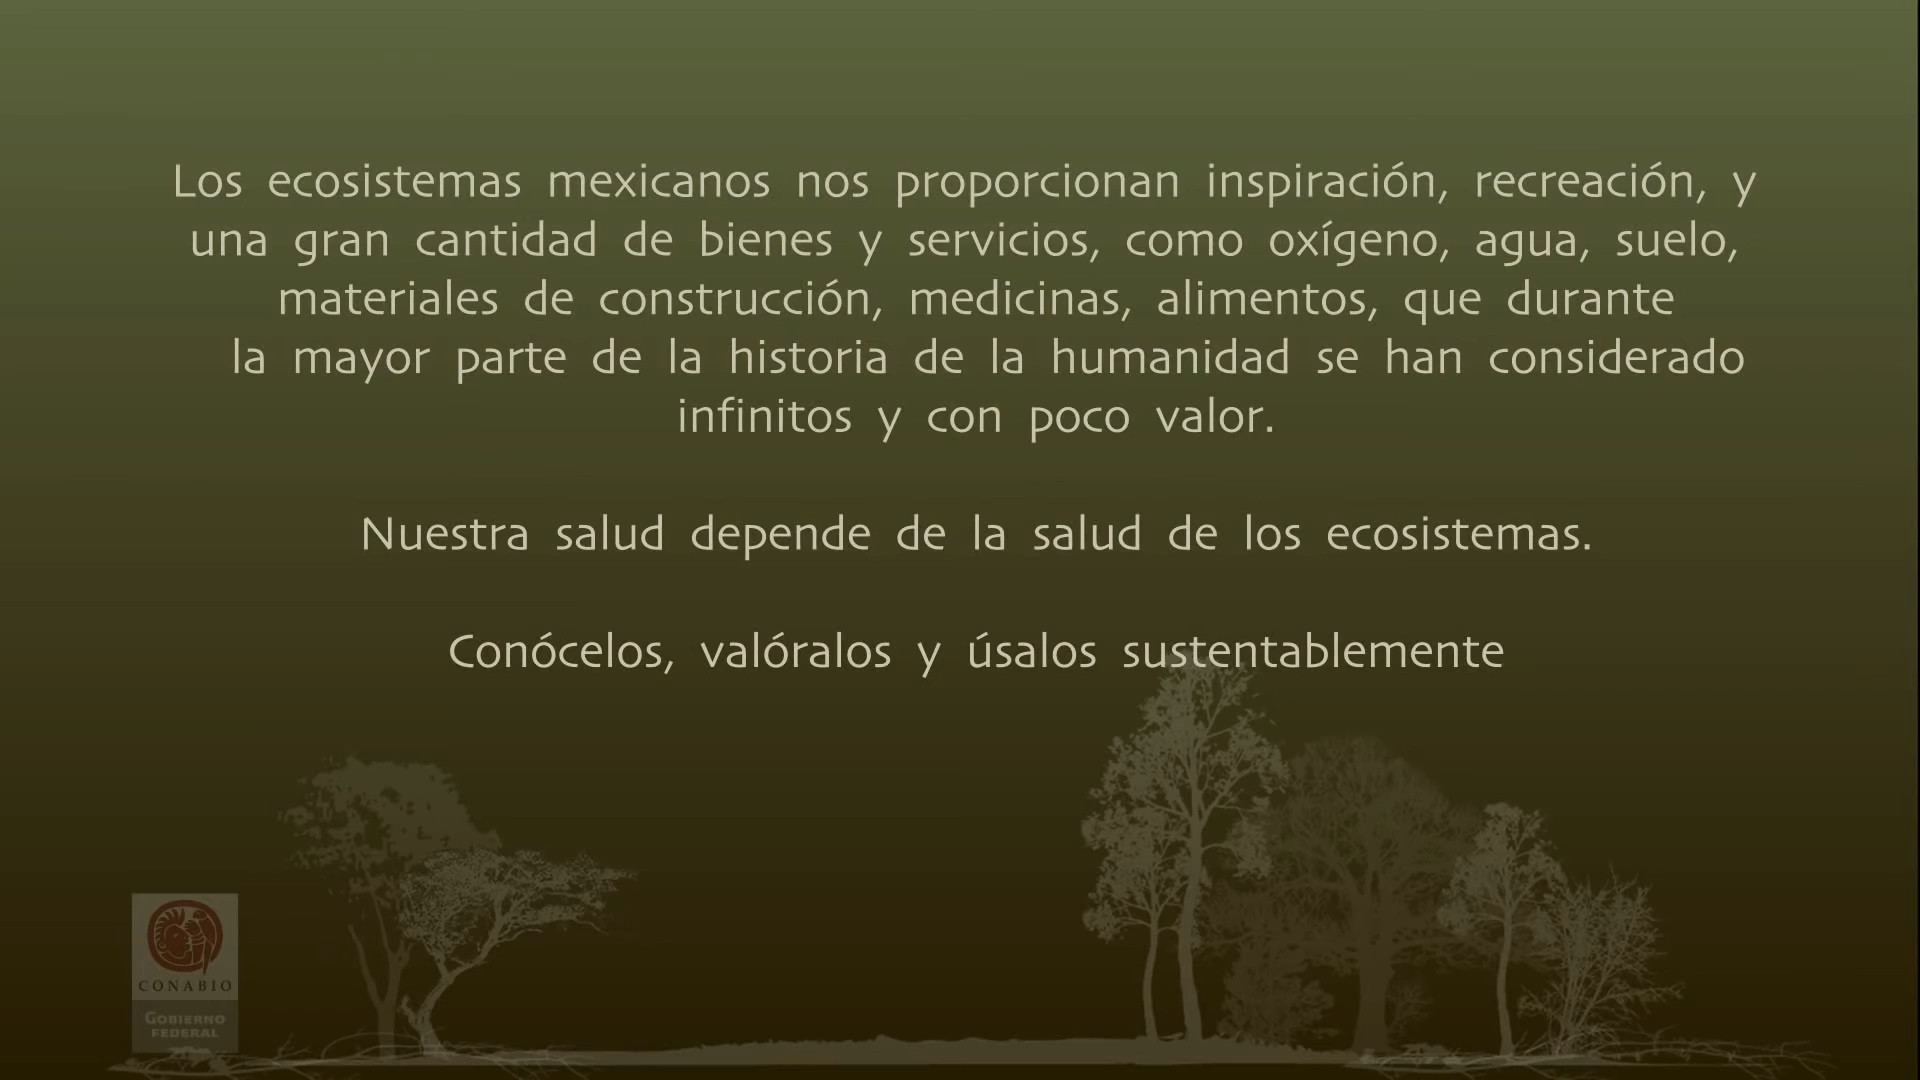 Los ecosistemas mexicanos nos proporcionan inspiración, recreación, y
una gran cantidad de bienes y servicios, como oxígeno, agua, suelo,
materiales de construcción, medicinas, alimentos, que durante
la mayor parte de la historia de la humanidad se han considerado
infinitos y con poco valor.
Nuestra salud depende de la salud de los ecosistemas.
Conócelos, valóralos y úsalos sustentablemente
CONABIO
GOBIERNO
FEDERAL